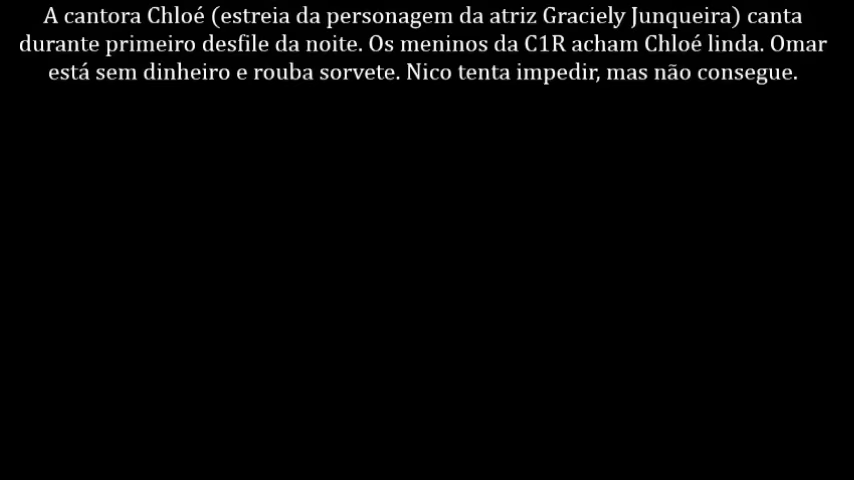 A cantora Chloé (estreia da personagem da atriz Graciely Junqueira) canta
durante primeiro desfile da noite. Os meninos da C1R acham Chloé linda. Omar
está sem dinheiro e rouba sorvete. Nico tenta impedir, mas não consegue.